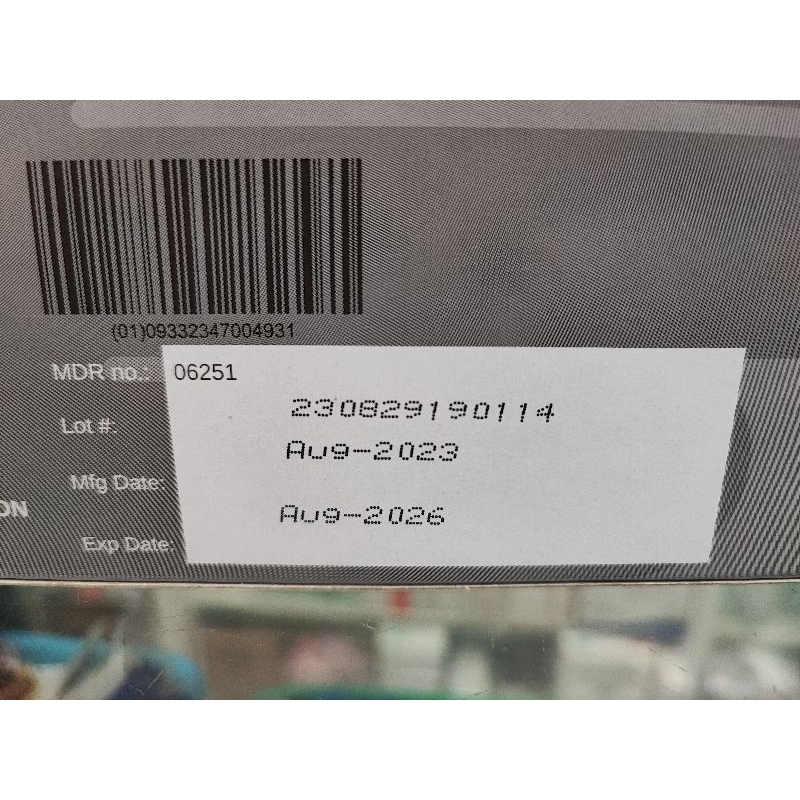 (01)09332347004931
MDR no.: 06251
Lot #: 230829190114
Mfg Date: Aug-2023
ON
Exp Date: Aug-2026